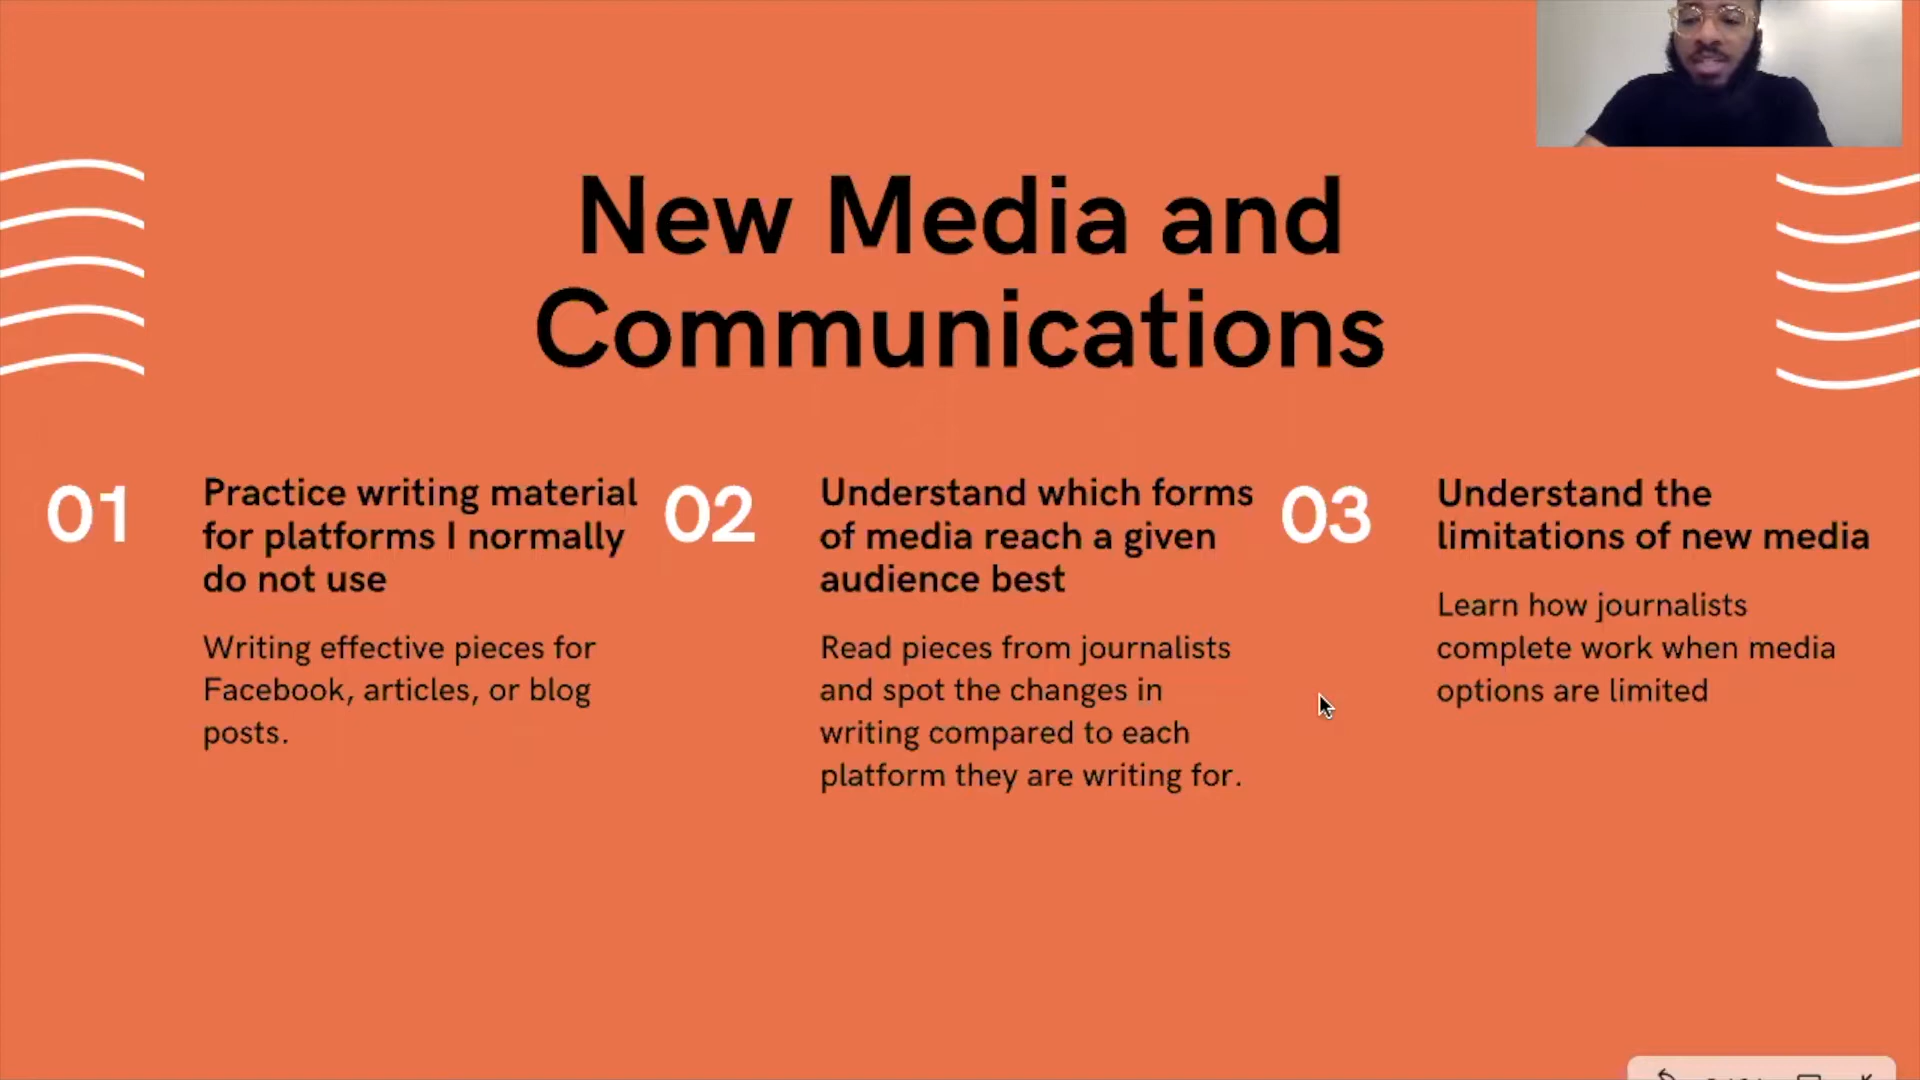 New Media and
Communications
01
Practice writing material
for platforms I normally
do not use
Writing effective pieces for
Facebook, articles, or blog
posts.
02
Understand which forms
of media reach a given
audience best
Read pieces from journalists
and spot the changes in
writing compared to each
platform they are writing for.
03
Understand the
limitations of new media
Learn how journalists
complete work when media
options are limited